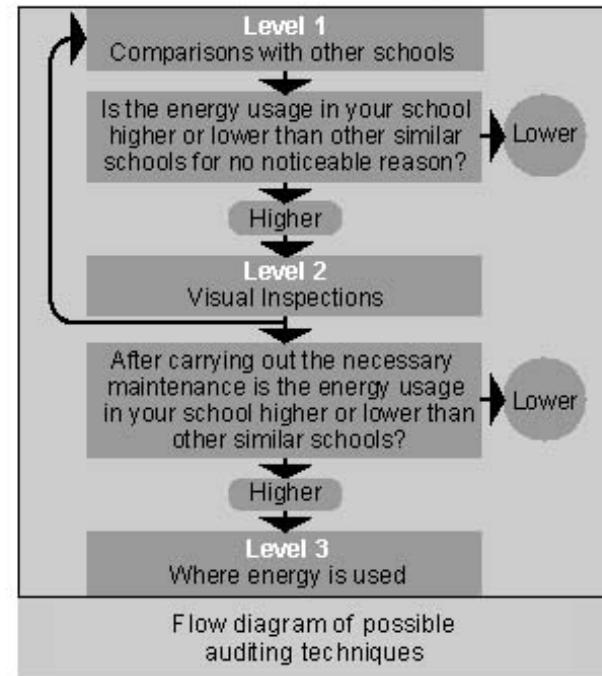 Level 1
Comparisons with other schools
Is the energy usage in your school
higher or lower than other similar
schools for no noticeable reason?
Lower
Higher
Level 2
Visual Inspections
After carrying out the necessary
maintenance is the energy usage
in your school higher or lower than
other similar schools?
Lower
Higher
Level 3
Where energy is used
Flow diagram of possible
auditing techniques